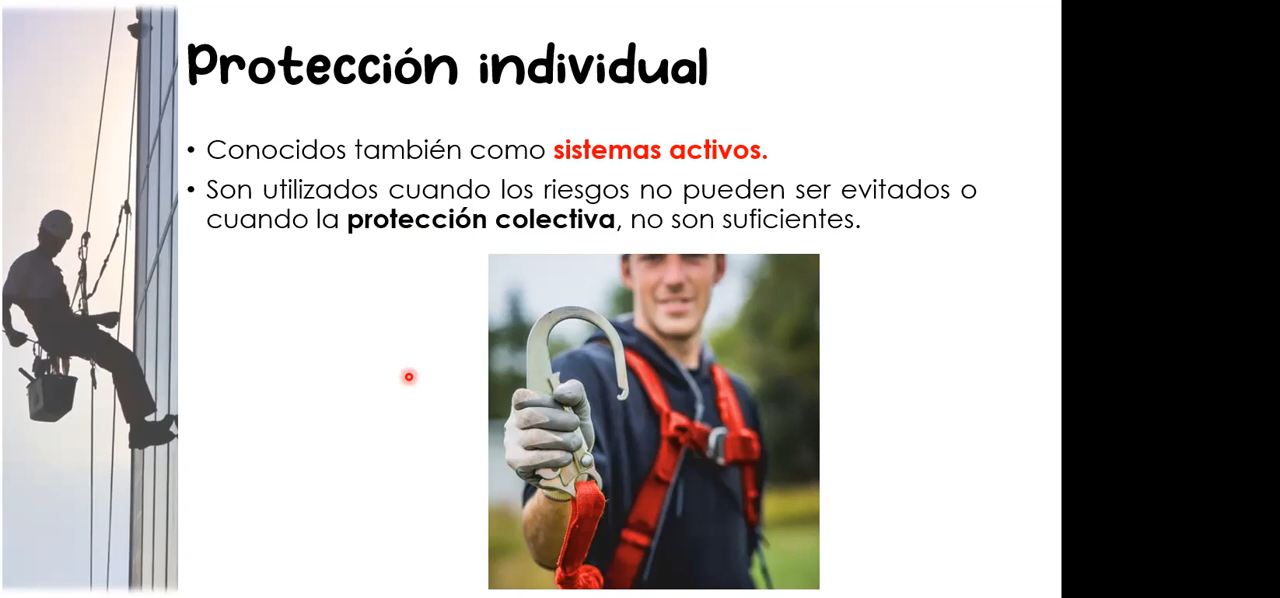 Protección individual
• Conocidos también como sistemas activos.
• Son utilizados cuando los riesgos no pueden ser evitados o
cuando la protección colectiva, no son suficientes.